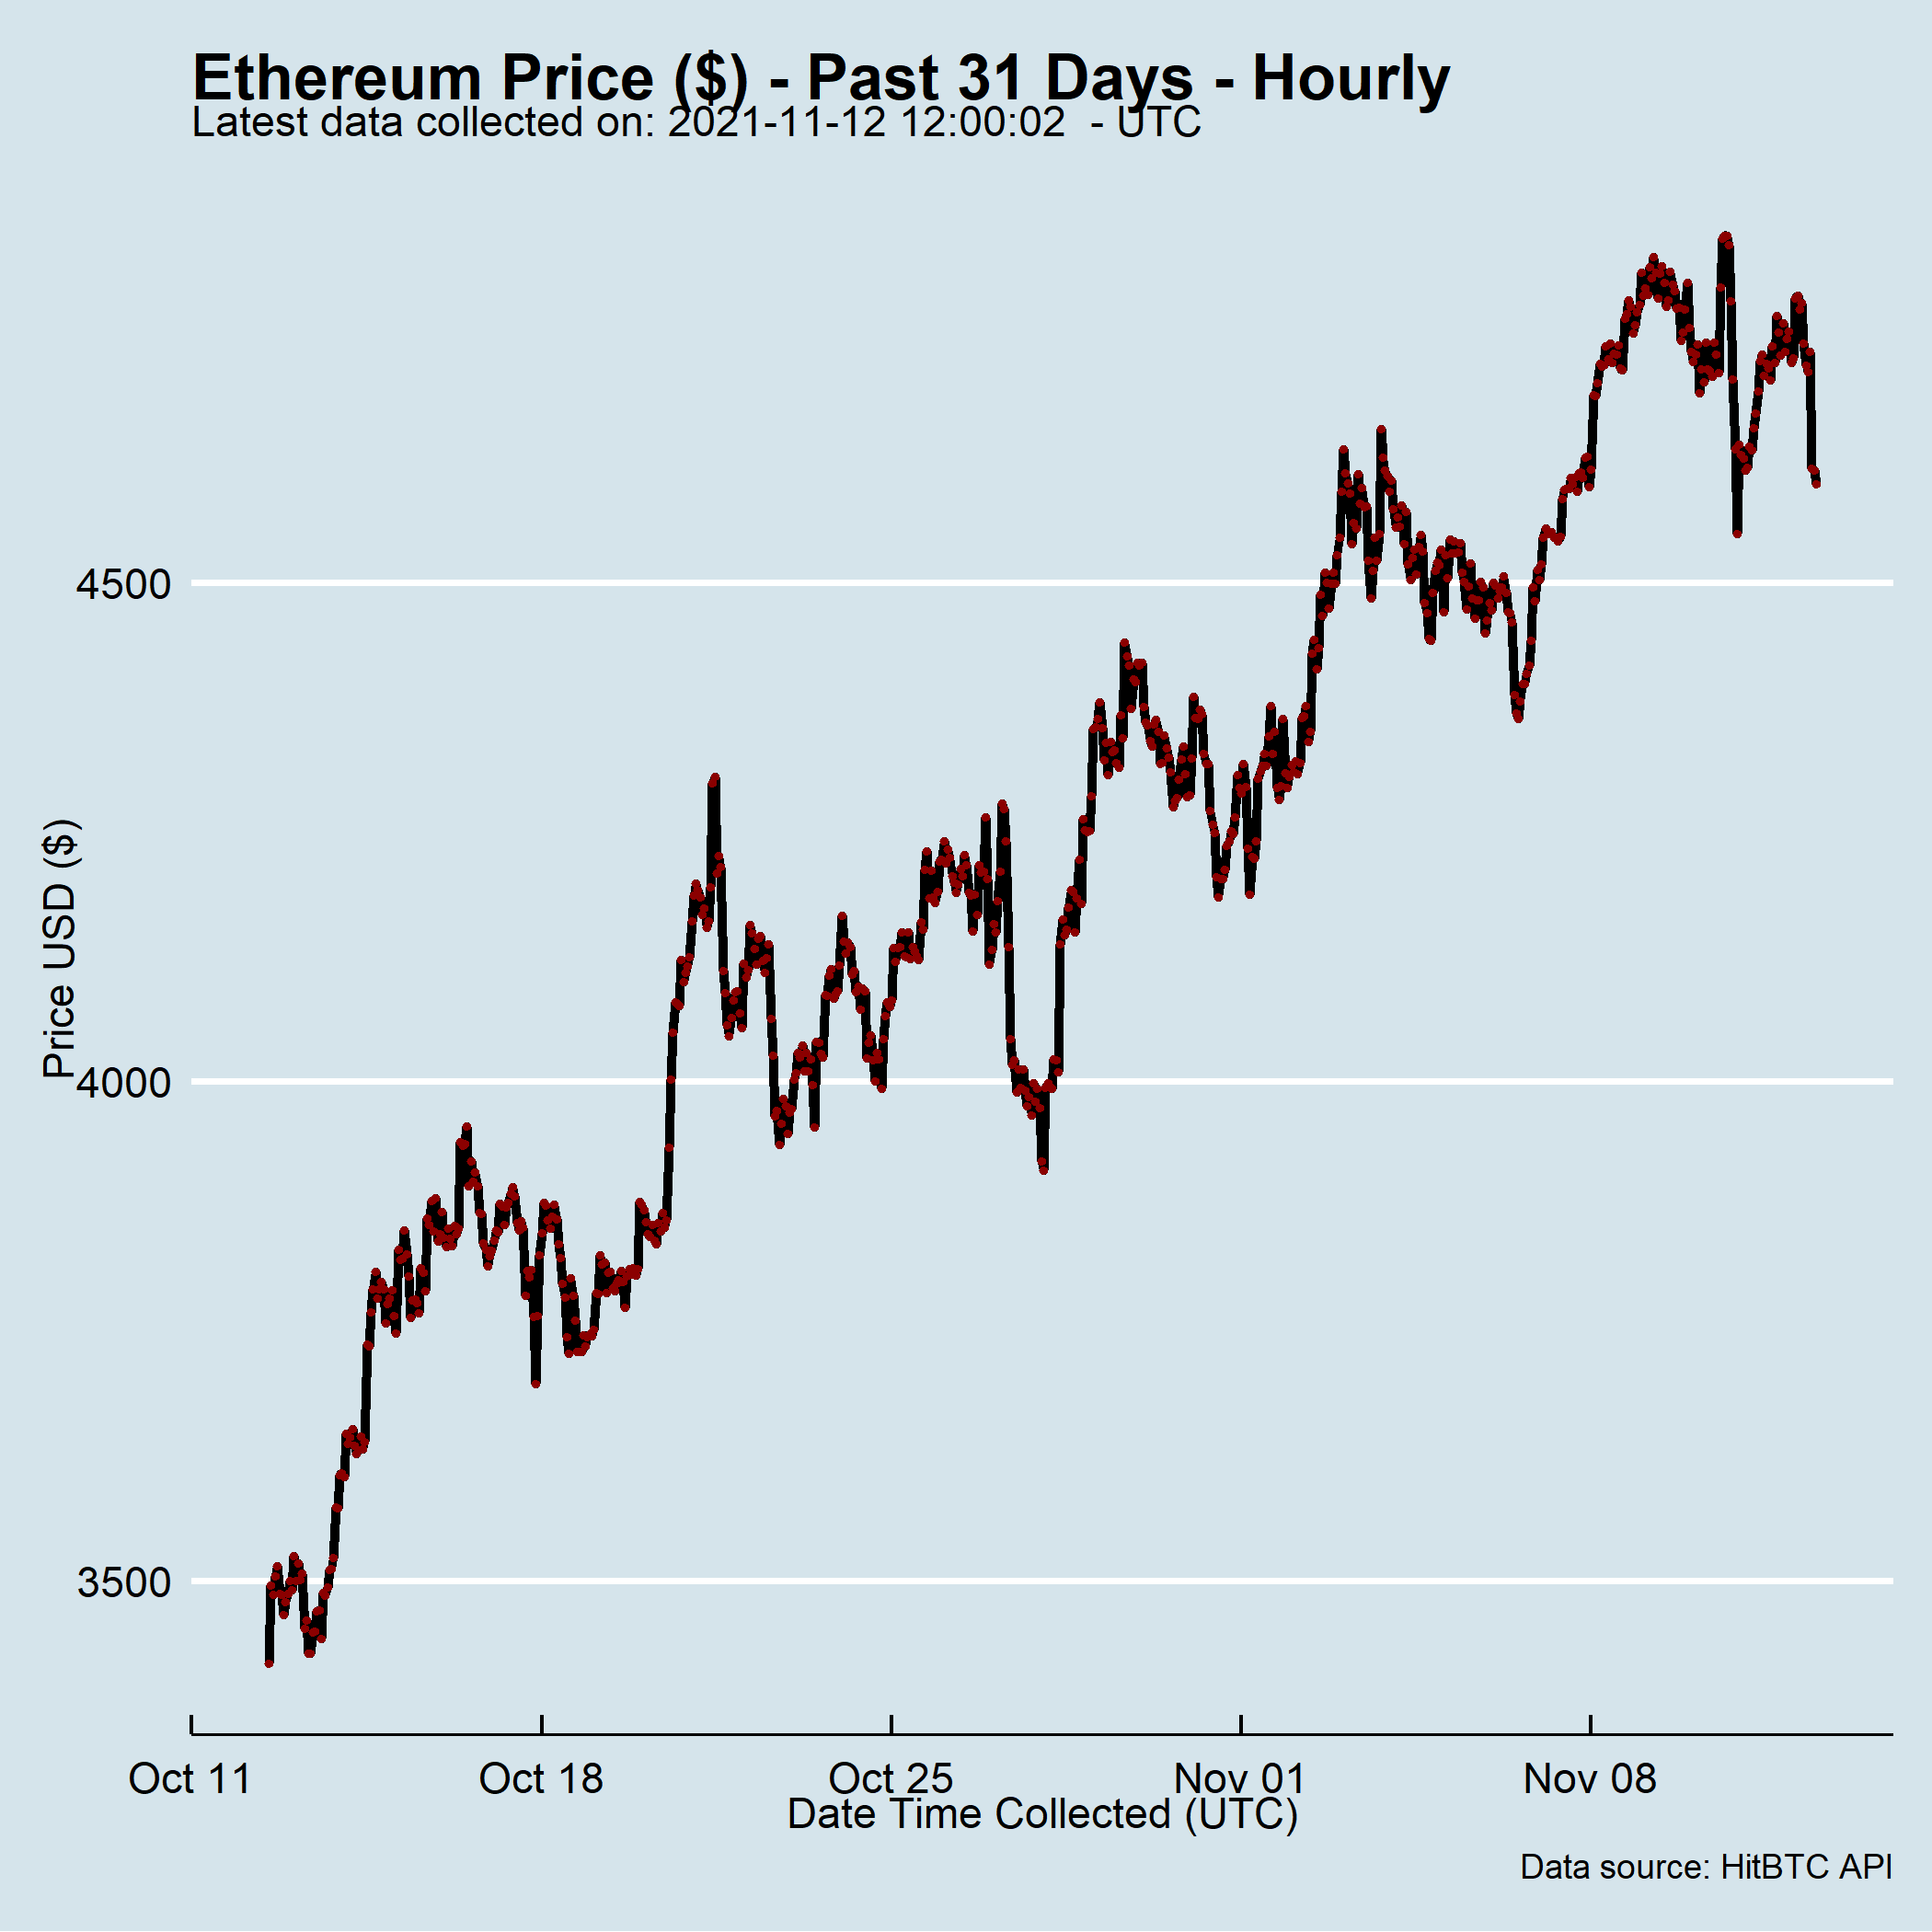 Ethereum Price ($) - Past 31 Days - Hourly
Latest data collected on: 2021-11-12 12:00:02  - UTC
Price USD ($)
4500
4000
3500
Oct 11
Oct 18
Oct 25
Nov 01
Nov 08
Date Time Collected (UTC)
Data source: HitBTC API